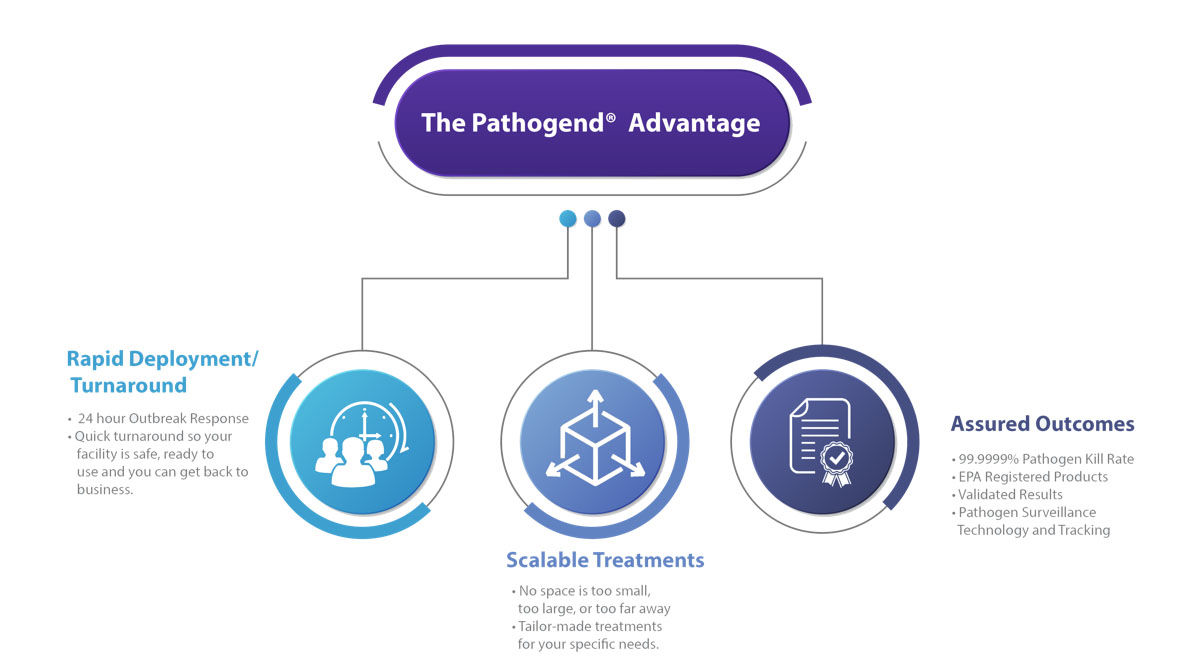 The Pathogend® Advantage
Rapid Deployment/
Turnaround
• 24 hour Outbreak Response
• Quick turnaround so your
facility is safe, ready to
use and you can get back to
business.
Scalable Treatments
• No space is too small,
too large, or too far away
• Tailor-made treatments
for your specific needs.
Assured Outcomes
• 99.9999% Pathogen Kill Rate
• EPA Registered Products
• Validated Results
• Pathogen Surveillance
Technology and Tracking